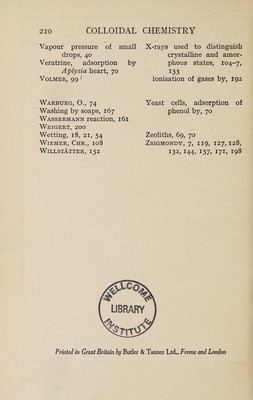 210 COLLOIDAL CHEMISTRY
Vapour pressure of small
drops, 40
Veratrine, adsorption by
Aplysia heart, 70
VOLMER, 99
WARBURG, O., 74
Washing by soaps, 167
WASSERMANN reaction, 161
WEIGERT, 200
Wetting, 18, 21, 54
WIEMER, CHR., 108
WILLSTÄTTER, 152
X-rays used to distinguish
crystalline and amor-
phous states, 104-7,
133
ionisation of gases by, 192
Yeast cells, adsorption of
phenol by, 70
Zeoliths, 69, 70
ZSIGMONDY, 7, 119, 127, 128,
132, 144, 157, 171, 198
WELLCOME
LIBRARY
INSTITUTE
Printed in Great Britain by Butler & Tanner Ltd., Frome and London